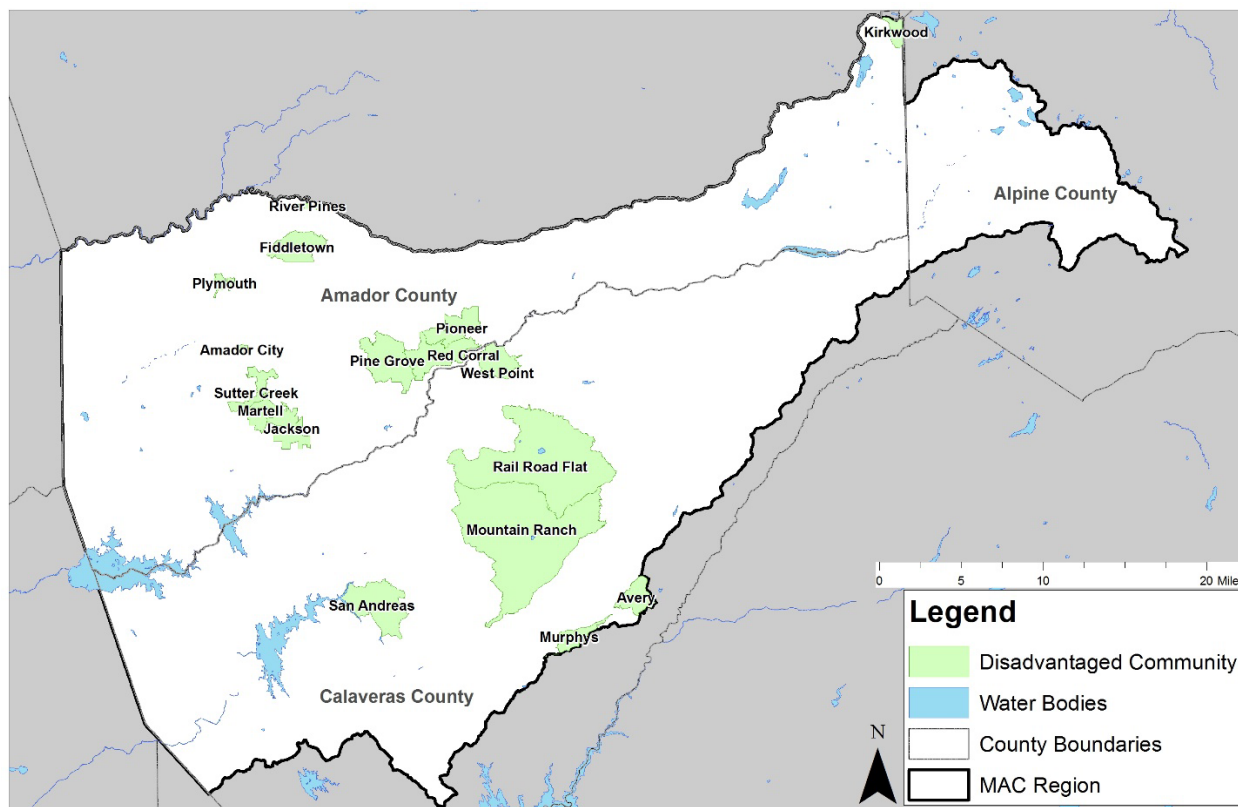 Kirkwood
Alpine County
River Pines
Fiddletown
Plymouth
Amador County
Pioneer
Amador City
Pine Grove
Red Corral
West Point
Sutter Creek
Martell
Jackson
Rail Road Flat
Mountain Ranch
San Andreas
Avery
Murphys
Calaveras County
0 5 10 20 Mile
Legend
Disadvantaged Community
Water Bodies
County Boundaries
MAC Region
N